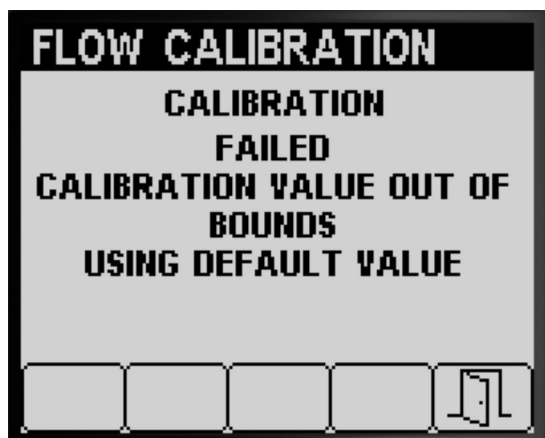 FLOW CALIBRATION
CALIBRATION
FAILED
CALIBRATION VALUE OUT OF
BOUNDS
USING DEFAULT VALUE